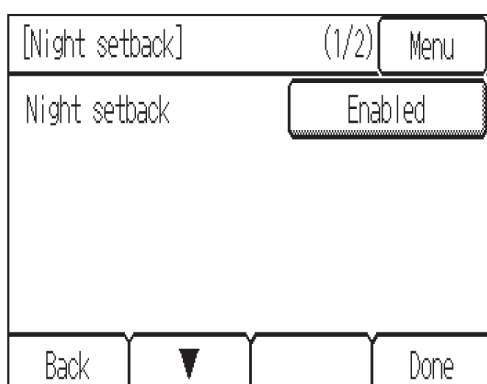 [Night setback] (1/2) Menu
Night setback Enabled
Back ▼ Done